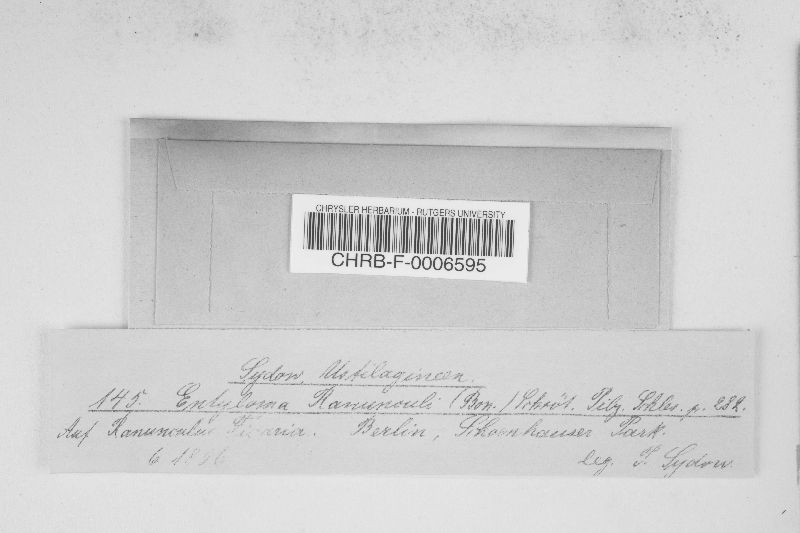 CHRYSLER HERBARIUM - RUTGERS UNIVERSITY
CHRB-F-0006595
Sydow, Ustilagineen.
145. Entyloma Ranunculi (Bon.) Schröt. Pilz. Schles. p. 282.
Auf Ranunculus Ficaria. Berlin, Schoenhauser Park.
leg. P. Sydow.